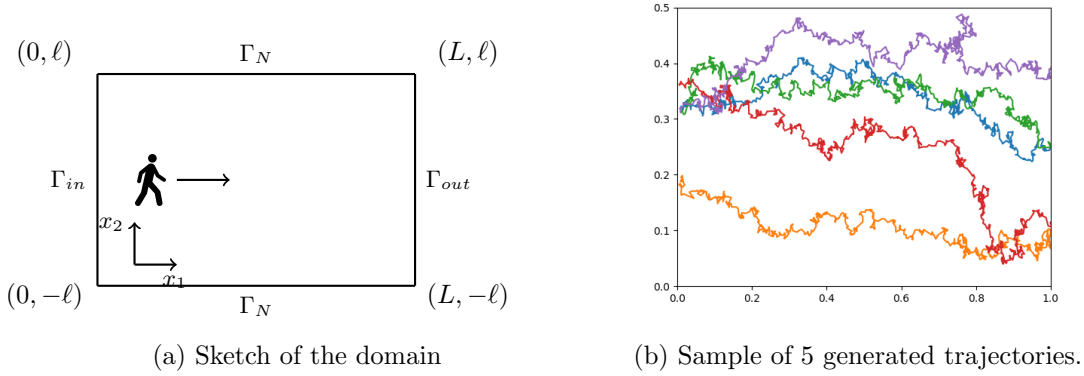 (0, ℓ)
Γ_N
(L, ℓ)
Γ_in
Γ_out
x_2
x_1
(0, −ℓ)
Γ_N
(L, −ℓ)
(a) Sketch of the domain
0.5
0.4
0.3
0.2
0.1
0.0
0.0 0.2 0.4 0.6 0.8 1.0
(b) Sample of 5 generated trajectories.